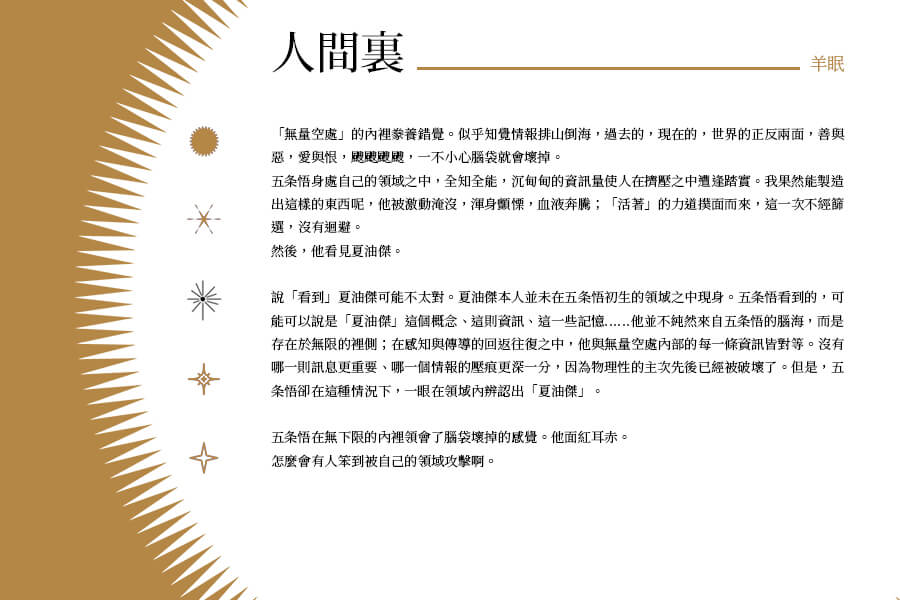 人間裏
羊眠
「無量空處」的內裡豢養錯覺。似乎知覺情報排山倒海，過去的，現在的，世界的正反兩面，善與
惡，愛與恨，颼颼颼颼，一不小心腦袋就會壞掉。
五条悟身處自己的領域之中，全知全能，沉甸甸的資訊量使人在擠壓之中遭逢踏實。我果然能製造
出這樣的東西呢，他被激動淹沒，渾身顫慄，血液奔騰；「活著」的力道撲面而來，這一次不經篩
選，沒有迴避。
然後，他看見夏油傑。
說「看到」夏油傑可能不太對。夏油傑本人並未在五条悟初生的領域之中現身。五条悟看到的，可
能可以說是「夏油傑」這個概念、這則資訊、這一些記憶......他並不純然來自五条悟的腦海，而是
存在於無限的裡側；在感知與傳導的回返往復之中，他與無量空處內部的每一條資訊皆對等。沒有
哪一則訊息更重要、哪一個情報的壓痕更深一分，因為物理性的主次先後已經被破壞了。但是，五
条悟卻在這種情況下，一眼在領域內辨認出「夏油傑」。
五条悟在無下限的內裡領會了腦袋壞掉的感覺。他面紅耳赤。
怎麼會有人笨到被自己的領域攻擊啊。